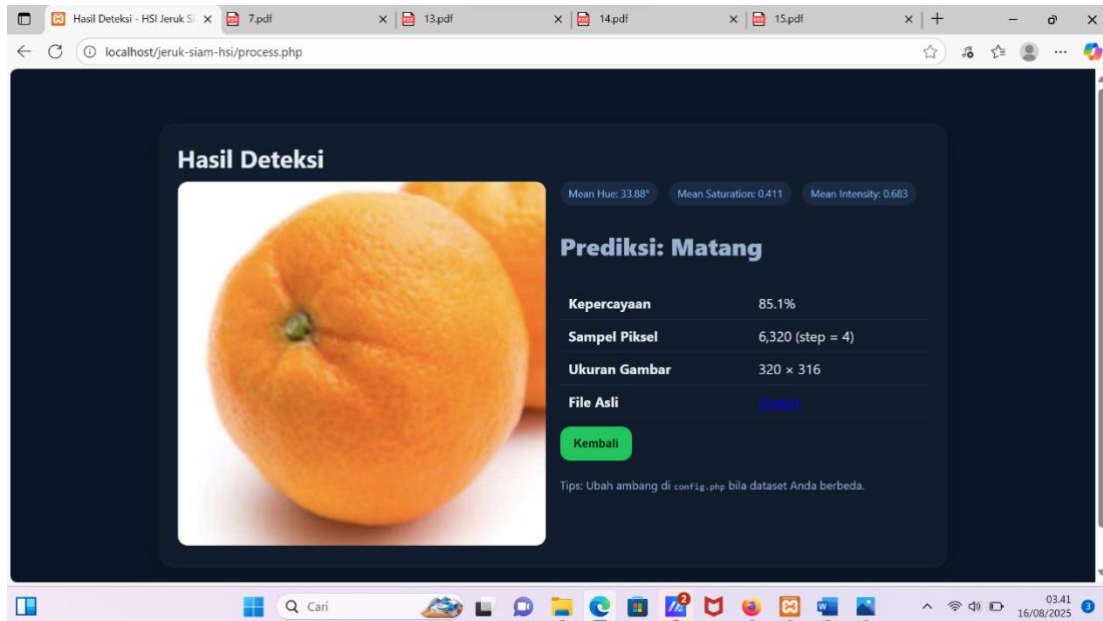 Hasil Deteksi - HSI Jeruk Si
7.pdf
13.pdf
14.pdf
15.pdf
localhost/jeruk-siam-hsi/process.php
Hasil Deteksi
Mean Hue: 33.88° Mean Saturation: 0.411 Mean Intensity: 0.683
Prediksi: Matang
Kepercayaan 85.1%
Sampel Piksel 6,320 (step = 4)
Ukuran Gambar 320 × 316
File Asli
Kembali
Tips: Ubah ambang di config.php bila dataset Anda berbeda.
Cari
2
03.41
16/08/2025
3